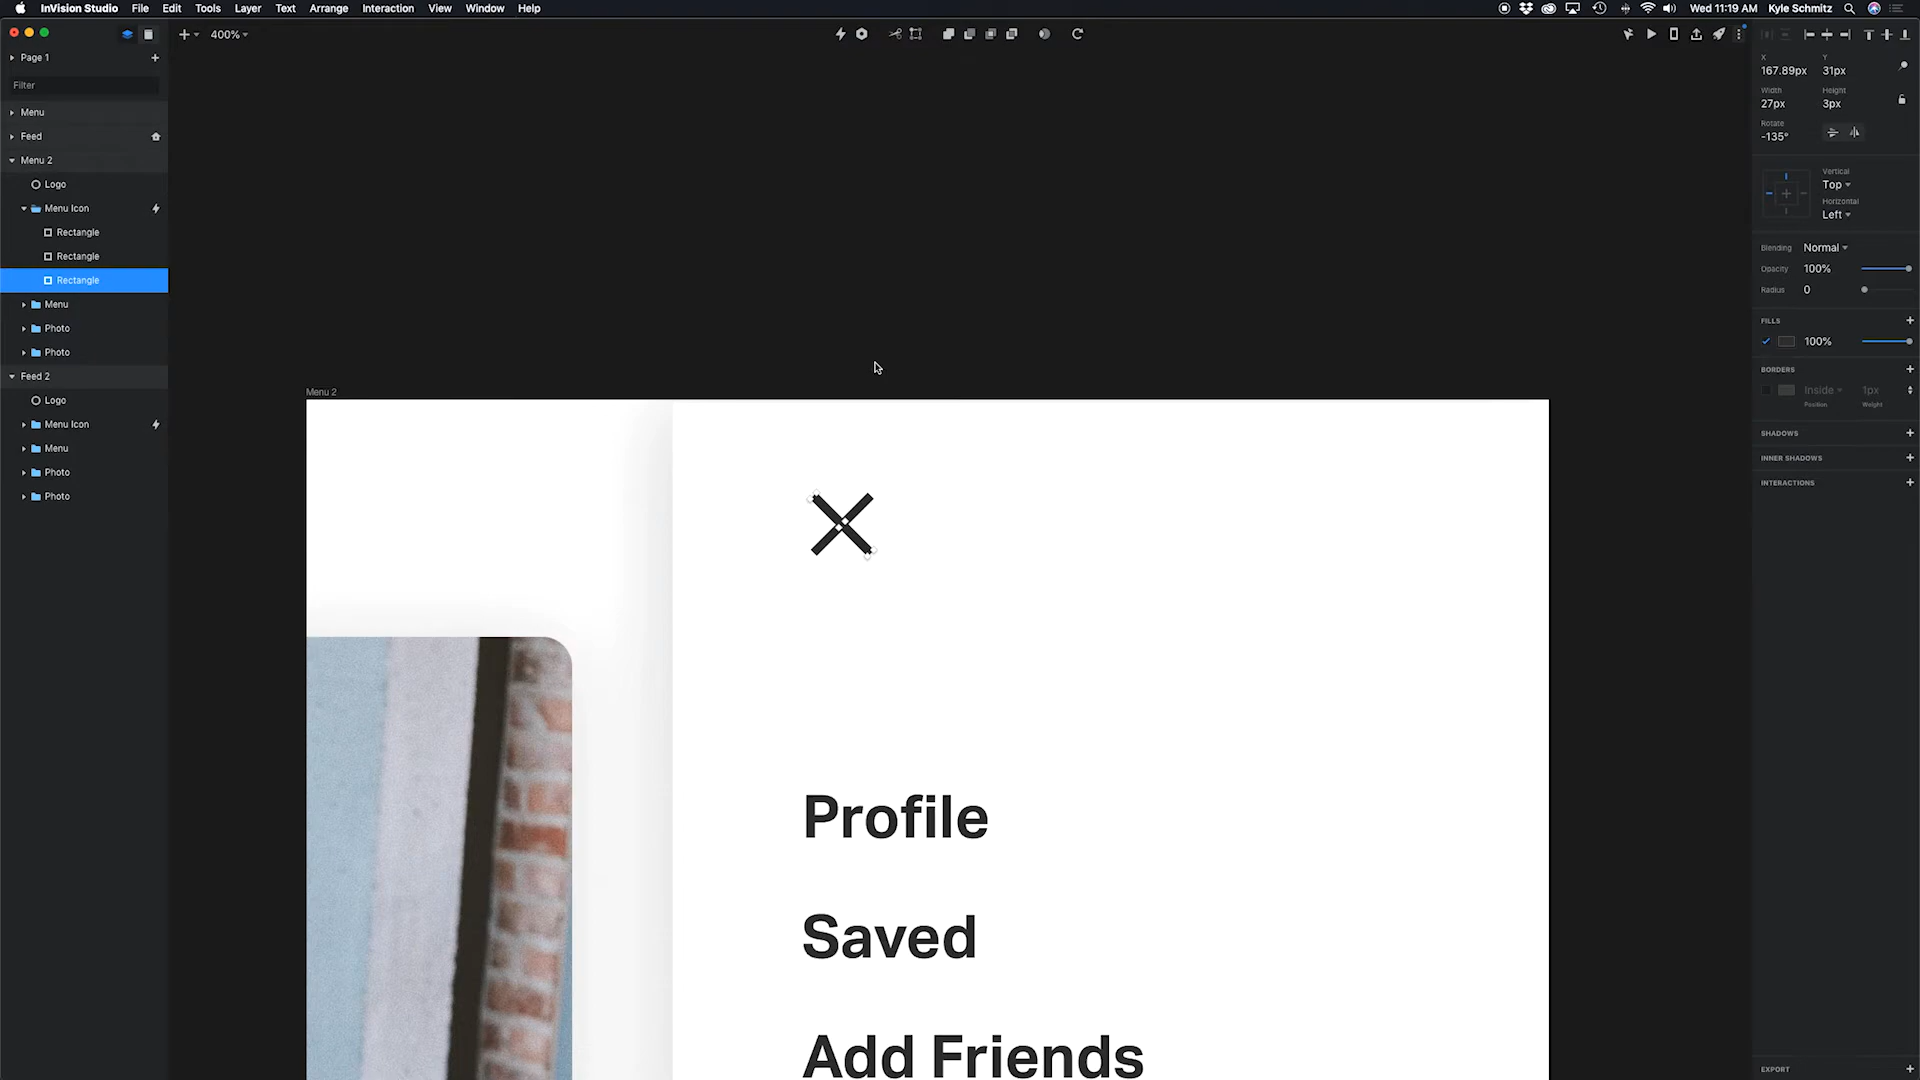 InVision Studio File Edit Tools Layer Text Arrange Interaction View Window Help
Wed 11:19 AM Kyle Schmitz
400%
Page 1
Filter
Menu
Feed
Menu 2
Logo
Menu Icon
Rectangle
Rectangle
Rectangle
Menu
Photo
Photo
Feed 2
Logo
Menu Icon
Menu
Photo
Photo
Menu 2
Profile
Saved
Add Friends
X Y
167.89px 31px
Width Height
27px 3px
Rotate
-135°
Vertical
Top
Horizontal
Left
Blending Normal
Opacity 100%
Radius 0
FILLS
100%
BORDERS
Inside 1px
Position Weight
SHADOWS
INNER SHADOWS
INTERACTIONS
EXPORT